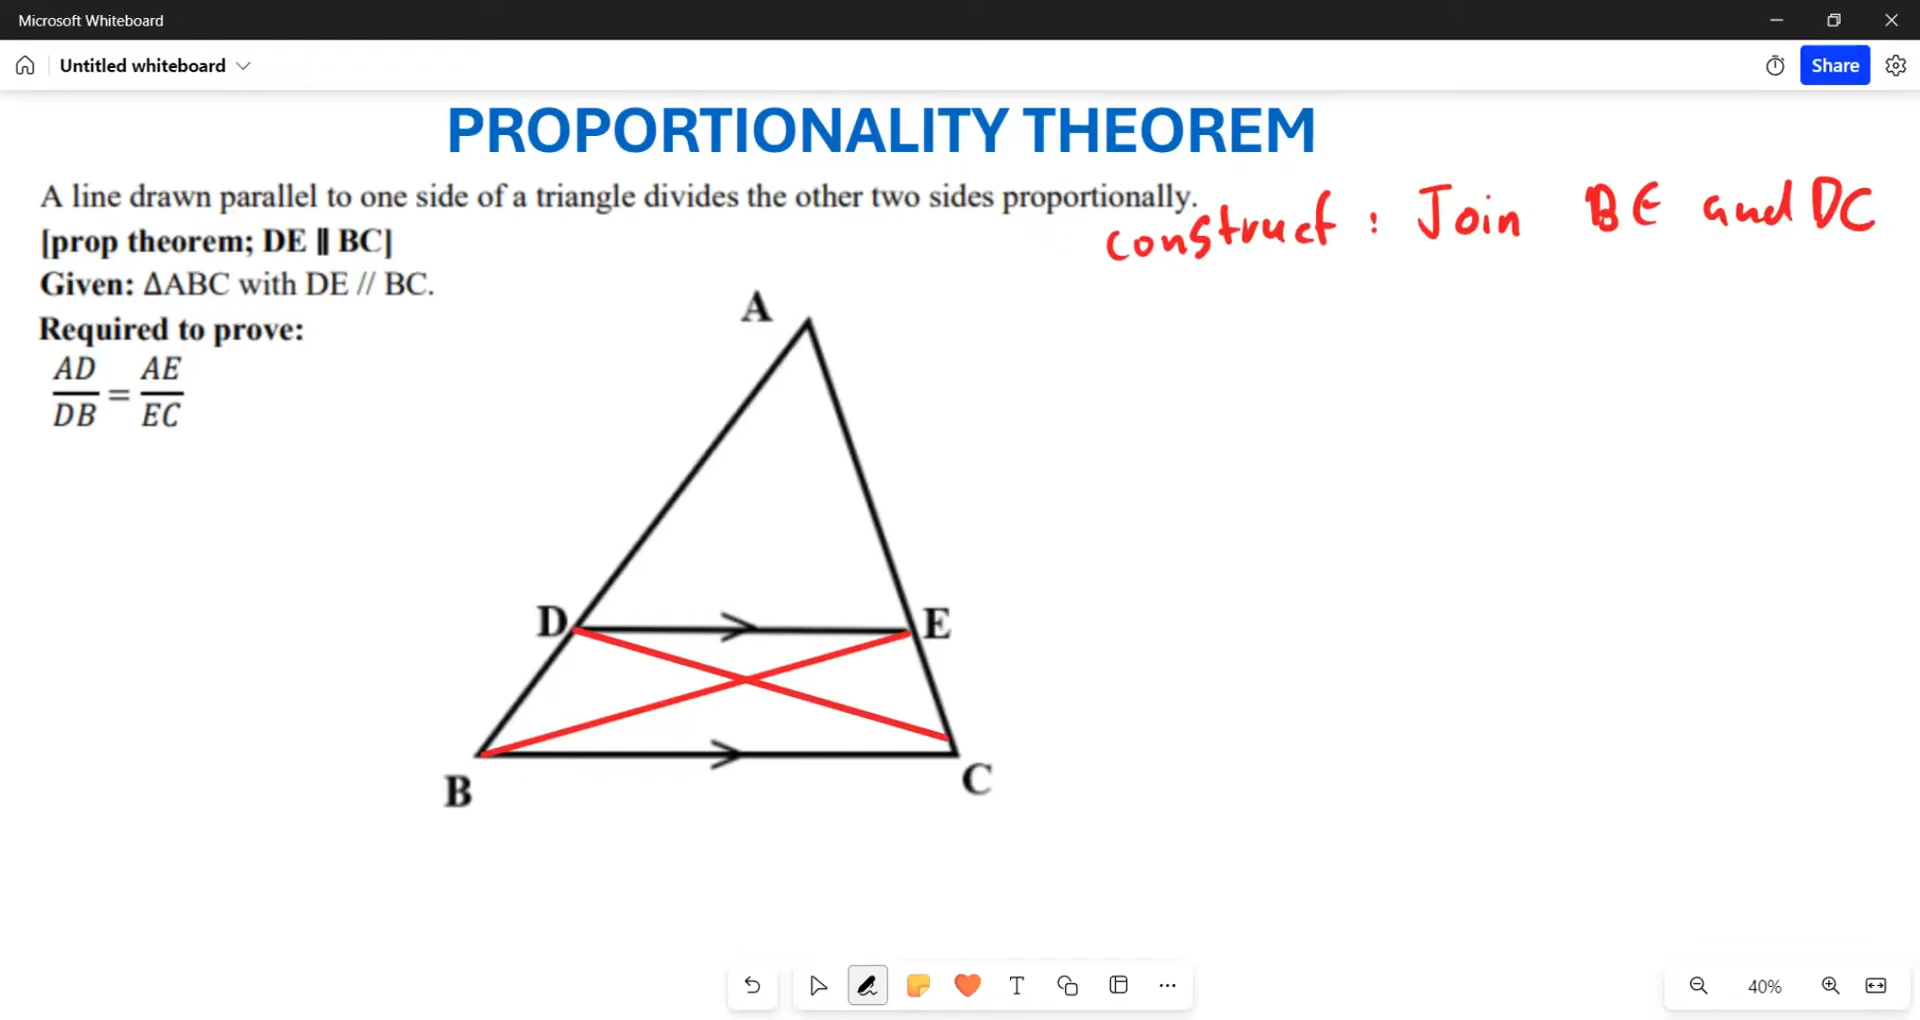 Microsoft Whiteboard
Untitled whiteboard
Share
PROPORTIONALITY THEOREM
A line drawn parallel to one side of a triangle divides the other two sides proportionally.
construct : Join BE and DC
[prop theorem; DE ∥ BC]
Given: ΔABC with DE // BC.
Required to prove:
AD/DB = AE/EC
A
D
E
B
C
40%